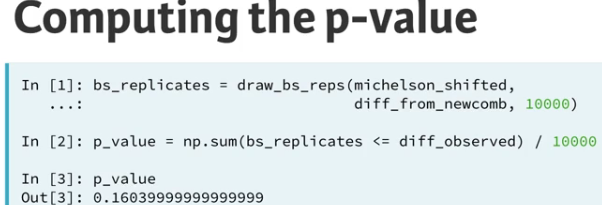 Computing the p-value
In [1]: bs_replicates = draw_bs_reps(michelson_shifted,
   ...:                              diff_from_newcomb, 10000)
In [2]: p_value = np.sum(bs_replicates <= diff_observed) / 10000
In [3]: p_value
Out[3]: 0.16039999999999999